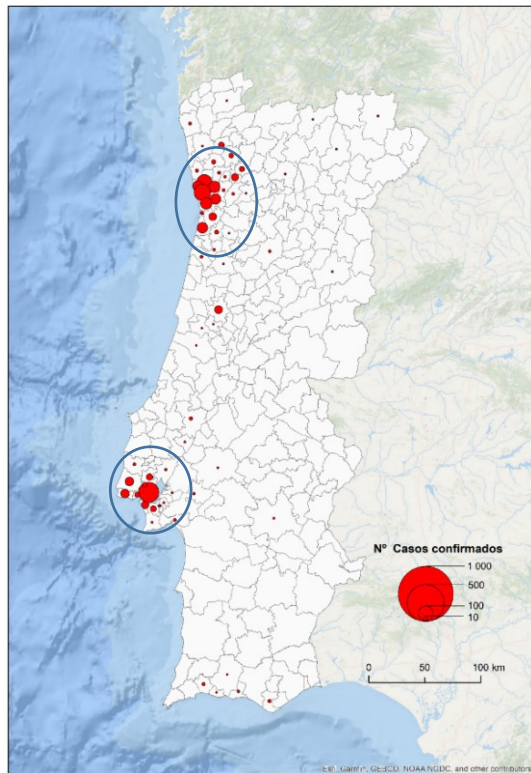 Nº Casos confirmados
1 000
500
100
10
0 50 100 km
Esri, Garmin, GEBCO, NOAA NGDC, and other contributors